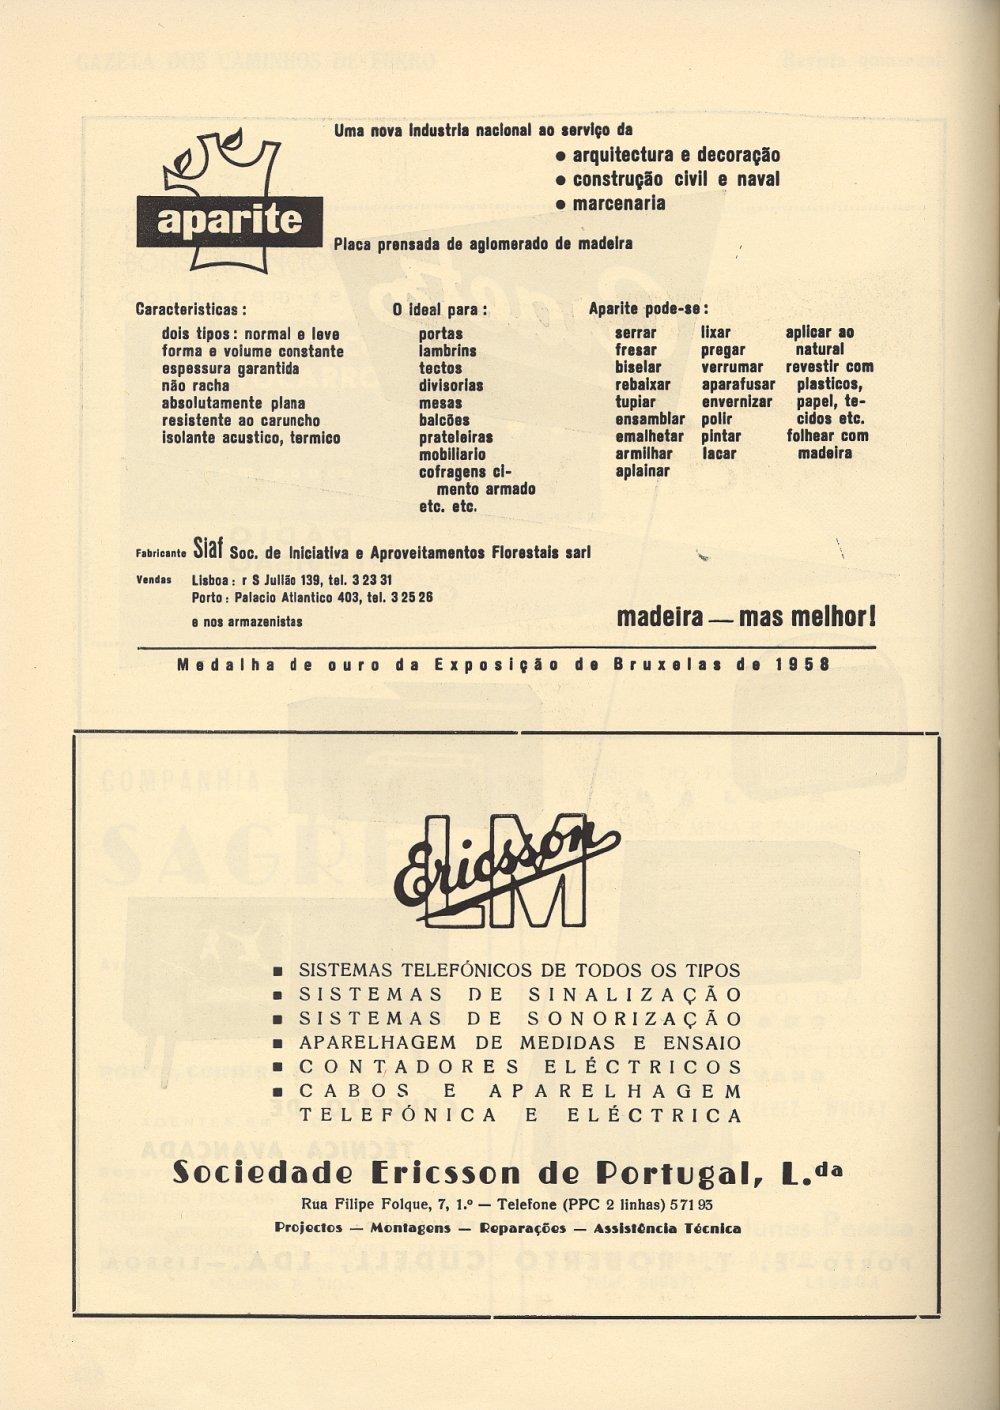 Uma nova industria nacional ao serviço da
● arquitectura e decoração
● construção civil e naval
● marcenaria
aparite
Placa prensada de aglomerado de madeira
Caracteristicas :
dois tipos : normal e leve
forma e volume constante
espessura garantida
não racha
absolutamente plana
resistente ao caruncho
isolante acustico, termico
O ideal para :
portas
lambrins
tectos
divisorias
mesas
balcões
prateleiras
mobiliario
cofragens ci-
mento armado
etc. etc.
Aparite pode-se :
serrar
fresar
biselar
rebaixar
tupiar
ensamblar
emalhetar
armilhar
aplainar
lixar
pregar
verrumar
aparafusar
envernizar
polir
pintar
lacar
aplicar ao
natural
revestir com
plasticos,
papel, te-
cidos etc.
folhear com
madeira
Fabricante Siaf Soc. de Iniciativa e Aproveitamentos Florestais sarl
Vendas Lisboa : r S Julião 139, tel. 3 23 31
Porto : Palacio Atlantico 403, tel. 3 25 26
e nos armazenistas
madeira — mas melhor!
Medalha de ouro da Exposição de Bruxelas de 1958
LM Ericsson
■ SISTEMAS TELEFÓNICOS DE TODOS OS TIPOS
■ SISTEMAS DE SINALIZAÇÃO
■ SISTEMAS DE SONORIZAÇÃO
■ APARELHAGEM DE MEDIDAS E ENSAIO
■ CONTADORES ELÉCTRICOS
■ CABOS E APARELHAGEM
TELEFÓNICA E ELÉCTRICA
Sociedade Ericsson de Portugal, L.da
Rua Filipe Folque, 7, 1.º — Telefone (PPC 2 linhas) 5 71 93
Projectos — Montagens — Reparações — Assistência Técnica